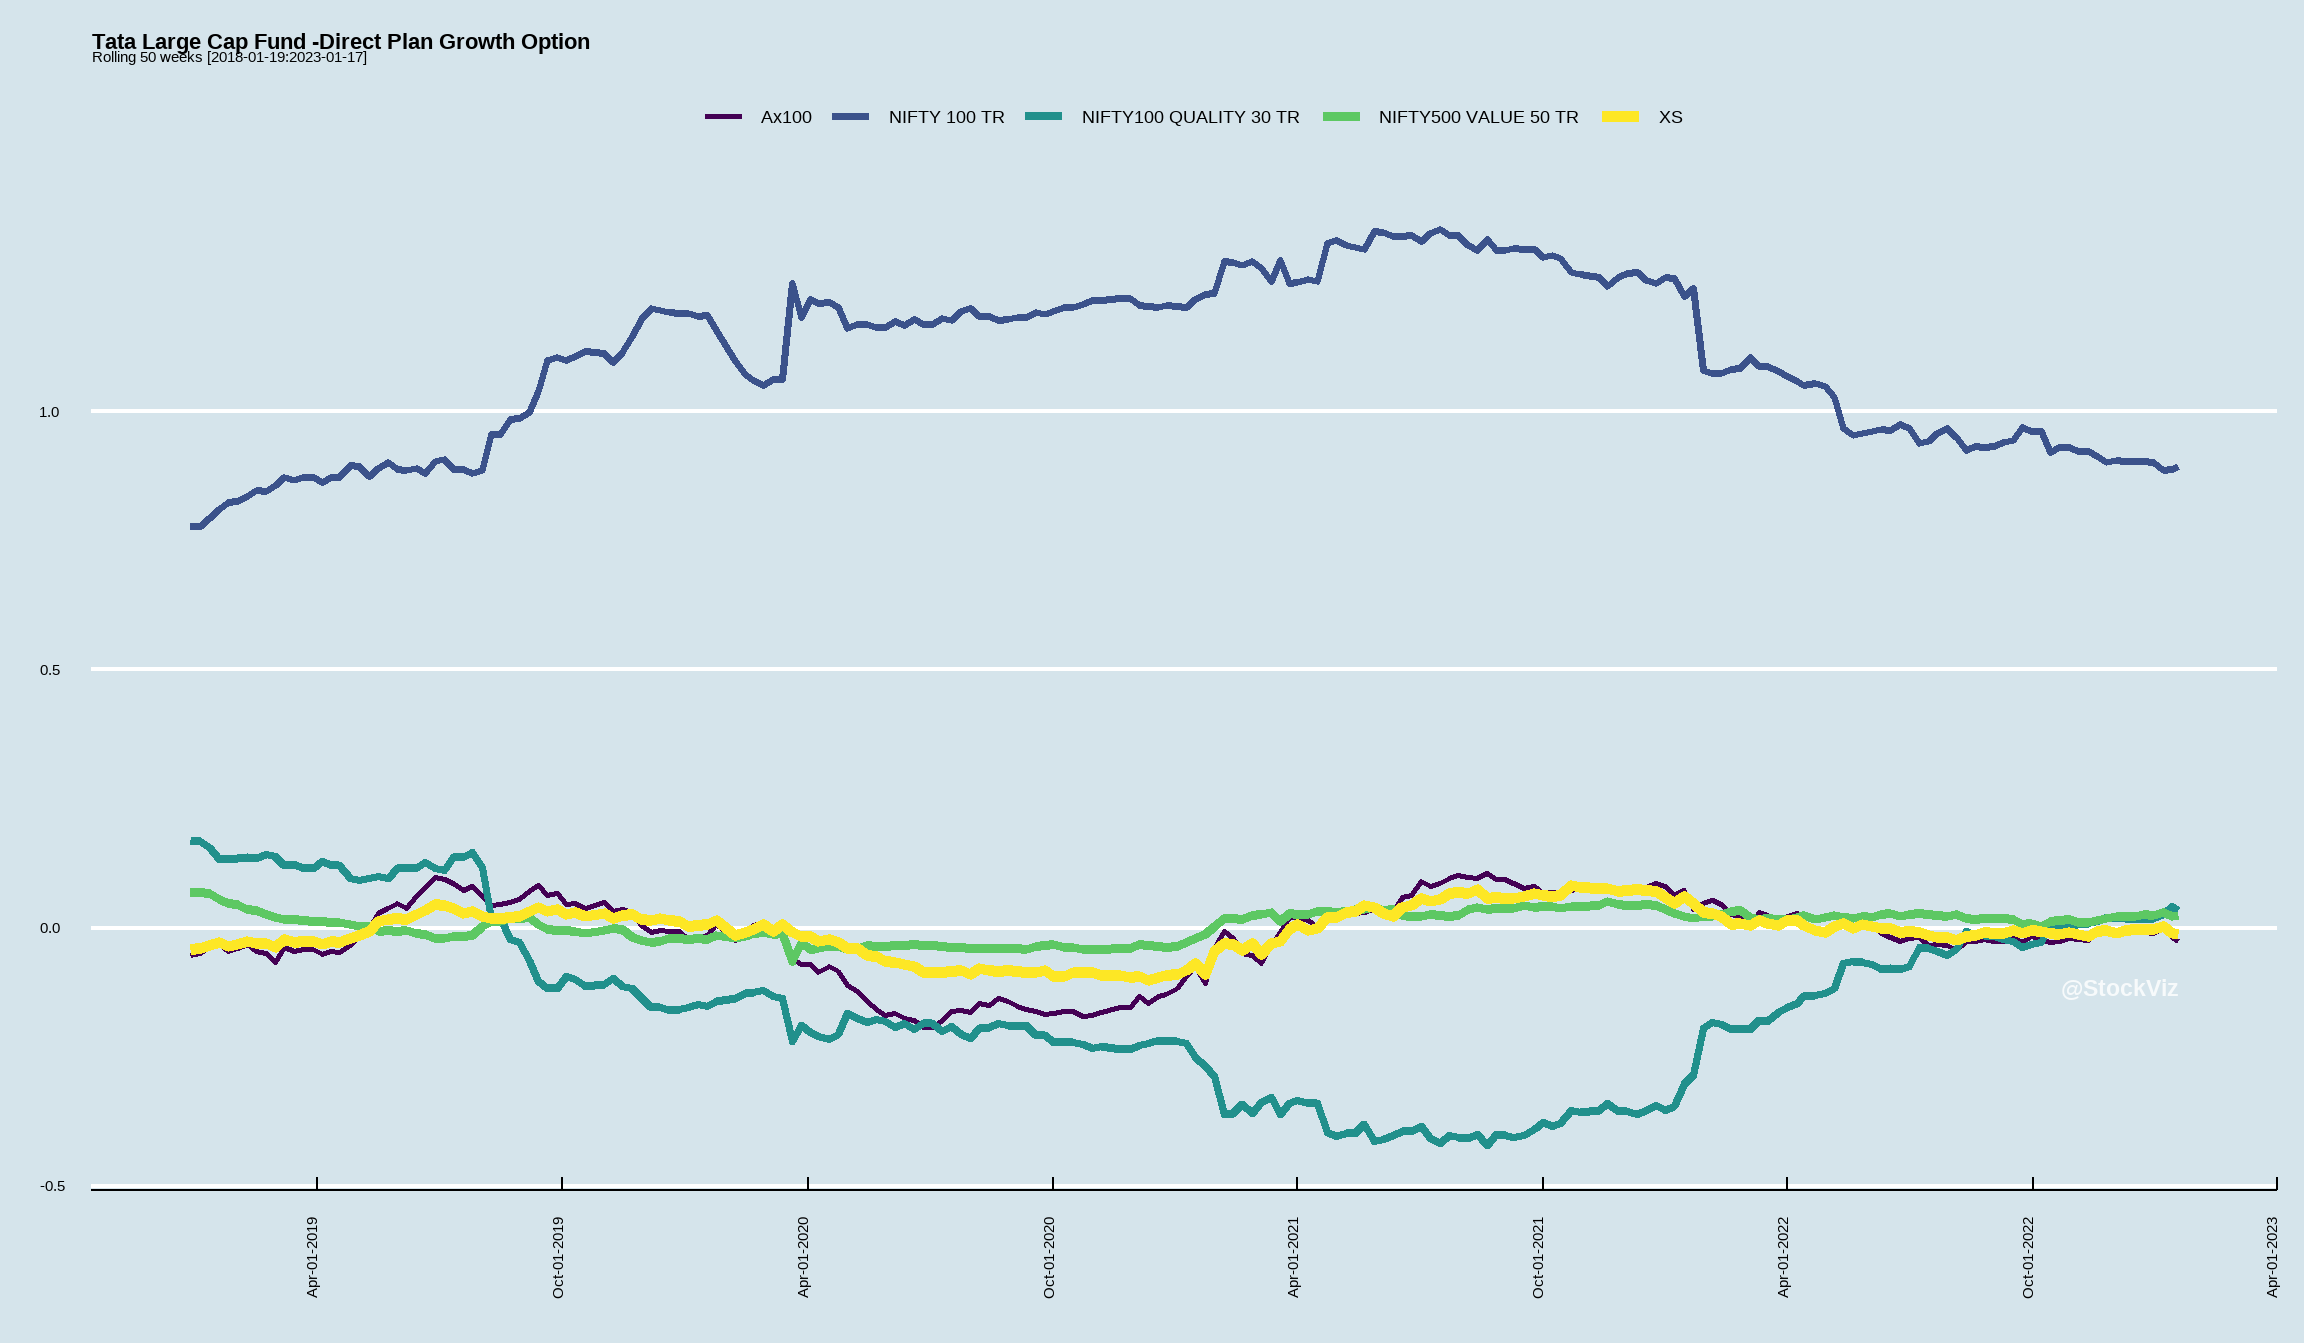 Tata Large Cap Fund -Direct Plan Growth Option
Rolling 50 weeks [2018-01-19:2023-01-17]
Ax100 NIFTY 100 TR NIFTY100 QUALITY 30 TR NIFTY500 VALUE 50 TR XS
1.0
0.5
0.0
@StockViz
-0.5
Apr-01-2019
Oct-01-2019
Apr-01-2020
Oct-01-2020
Apr-01-2021
Oct-01-2021
Apr-01-2022
Oct-01-2022
Apr-01-2023